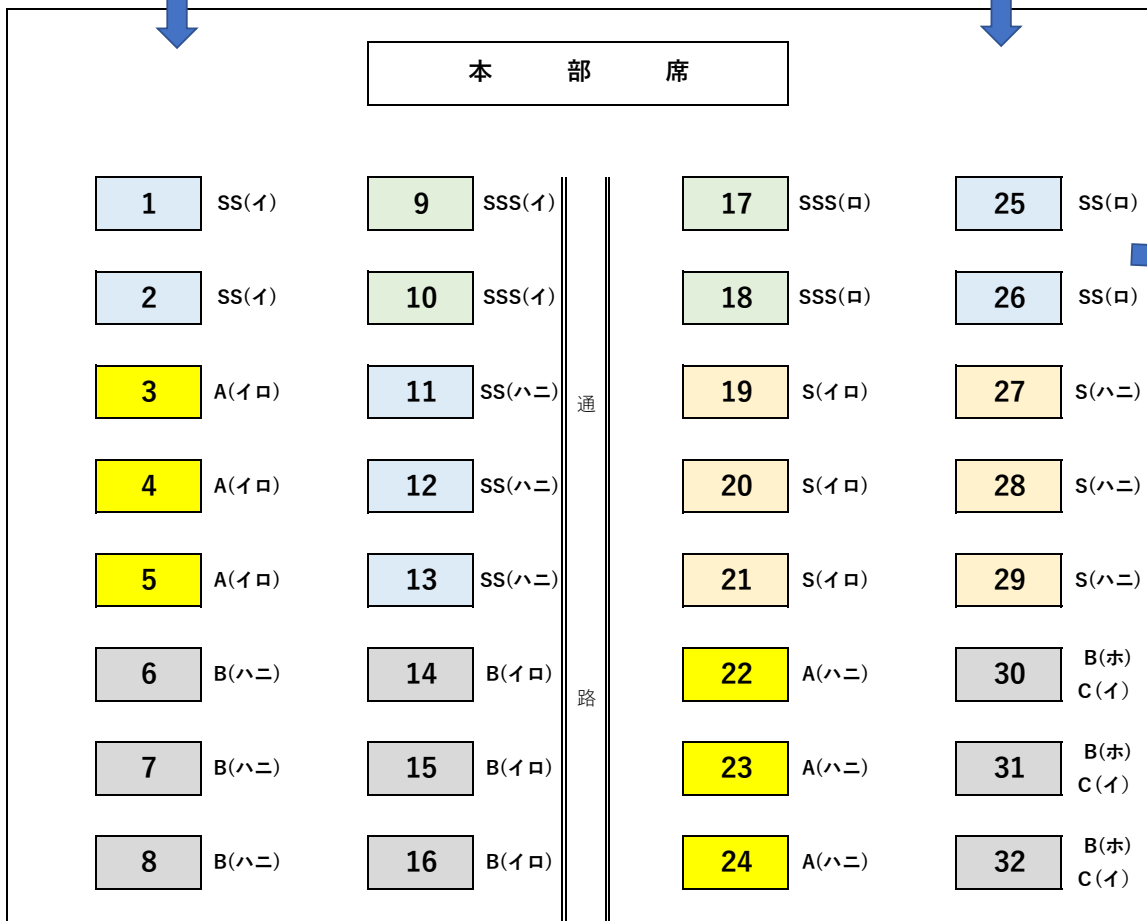 本 部 席
1 SS(イ) 9 SSS(イ) 17 SSS(ロ) 25 SS(ロ)
2 SS(イ) 10 SSS(イ) 18 SSS(ロ) 26 SS(ロ)
3 A(イロ) 11 SS(ハニ) 19 S(イロ) 27 S(ハニ)
通
4 A(イロ) 12 SS(ハニ) 20 S(イロ) 28 S(ハニ)
5 A(イロ) 13 SS(ハニ) 21 S(イロ) 29 S(ハニ)
6 B(ハニ) 14 B(イロ) 22 A(ハニ) 30 B(ホ)
C(イ)
路
7 B(ハニ) 15 B(イロ) 23 A(ハニ) 31 B(ホ)
C(イ)
8 B(ハニ) 16 B(イロ) 24 A(ハニ) 32 B(ホ)
C(イ)